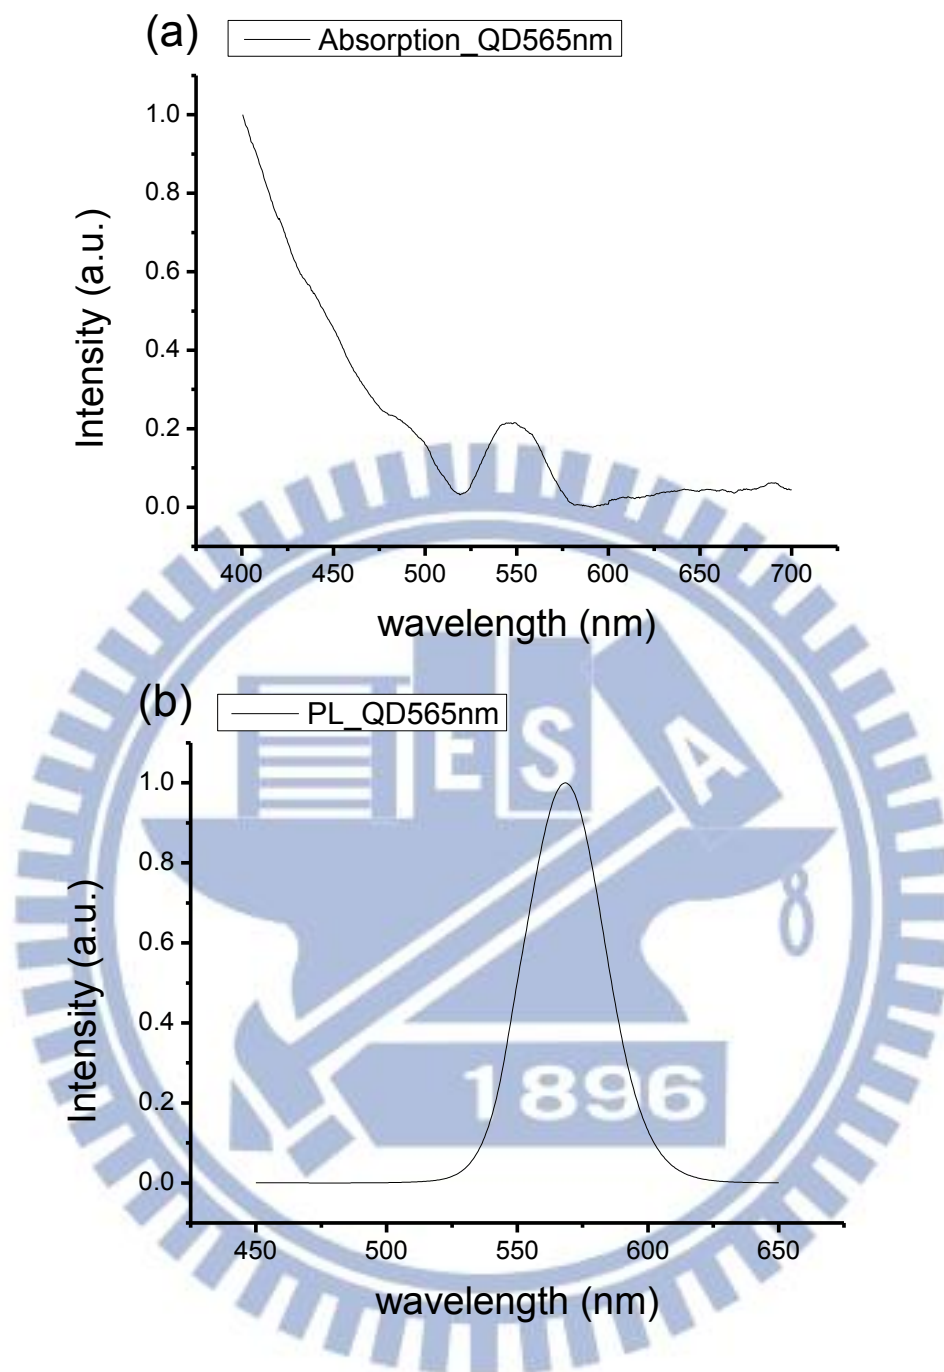 (a) Absorption_QD565nm
1.0
0.8
0.6
0.4
0.2
0.0
Intensity (a.u.)
400 450 500 550 600 650 700
wavelength (nm)
(b) PL_QD565nm
1.0
0.8
0.6
0.4
0.2
0.0
Intensity (a.u.)
450 500 550 600 650
wavelength (nm)
E S A
1896